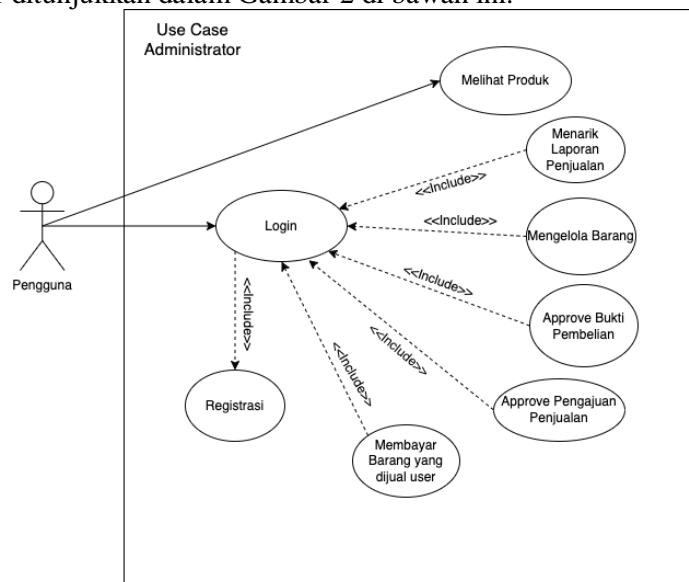 ditunjukkan dalam Gambar 2 di bawah ini.
Use Case
Administrator
Melihat Produk
Menarik
Laporan
Penjualan
<<Include>>
Login
<<Include>>
Mengelola Barang
Pengguna
<<Include>>
<<Include>>
Approve Bukti
Pembelian
<<Include>>
<<Include>>
Registrasi
Approve Pengajuan
Penjualan
Membayar
Barang yang
dijual user